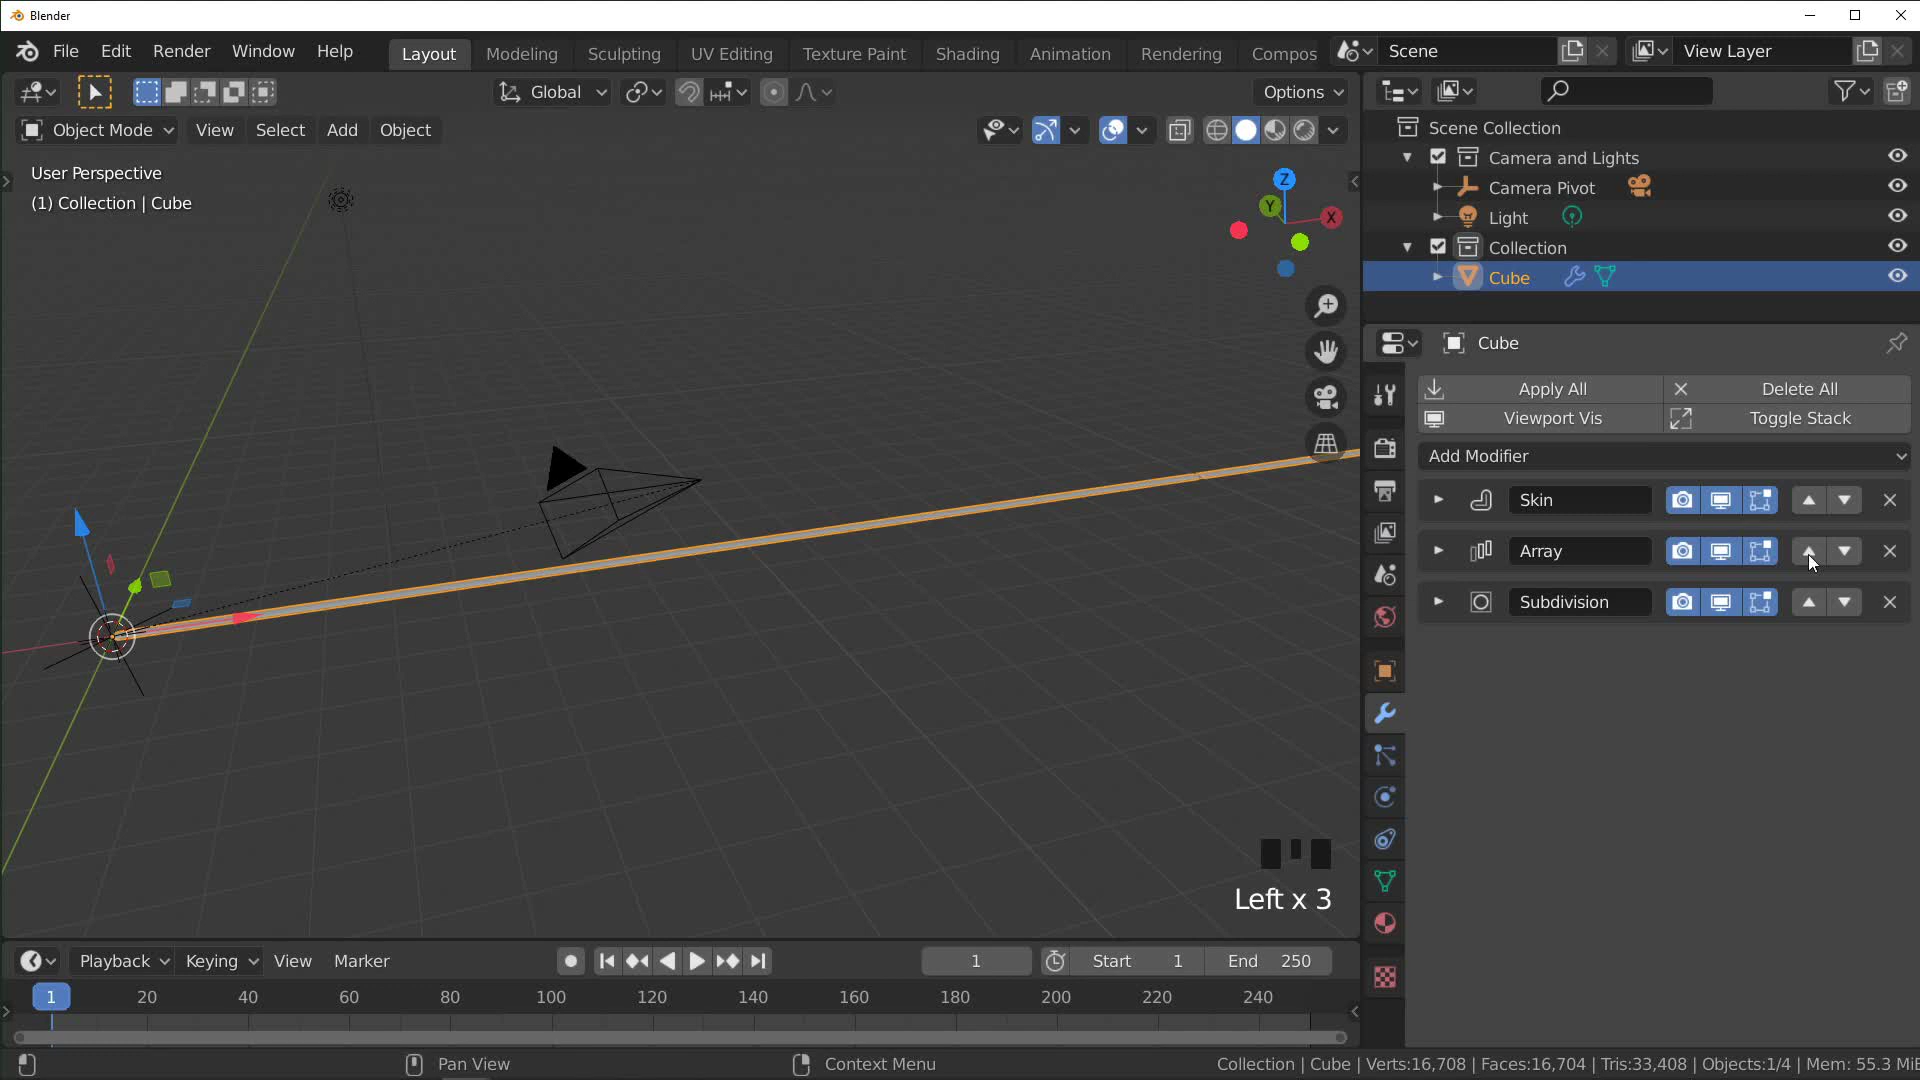 Blender
File Edit Render Window Help Layout Modeling Sculpting UV Editing Texture Paint Shading Animation Rendering Compos Scene View Layer
Global Options
Object Mode View Select Add Object
User Perspective
(1) Collection | Cube
Z
Y
X
Left x 3
Scene Collection
Camera and Lights
Camera Pivot
Light
Collection
Cube
Cube
Apply All Delete All
Viewport Vis Toggle Stack
Add Modifier
Skin
Array
Subdivision
Playback Keying View Marker 1 Start 1 End 250
1 20 40 60 80 100 120 140 160 180 200 220 240
Pan View Context Menu Collection | Cube | Verts:16,708 | Faces:16,704 | Tris:33,408 | Objects:1/4 | Mem: 55.3 MiB